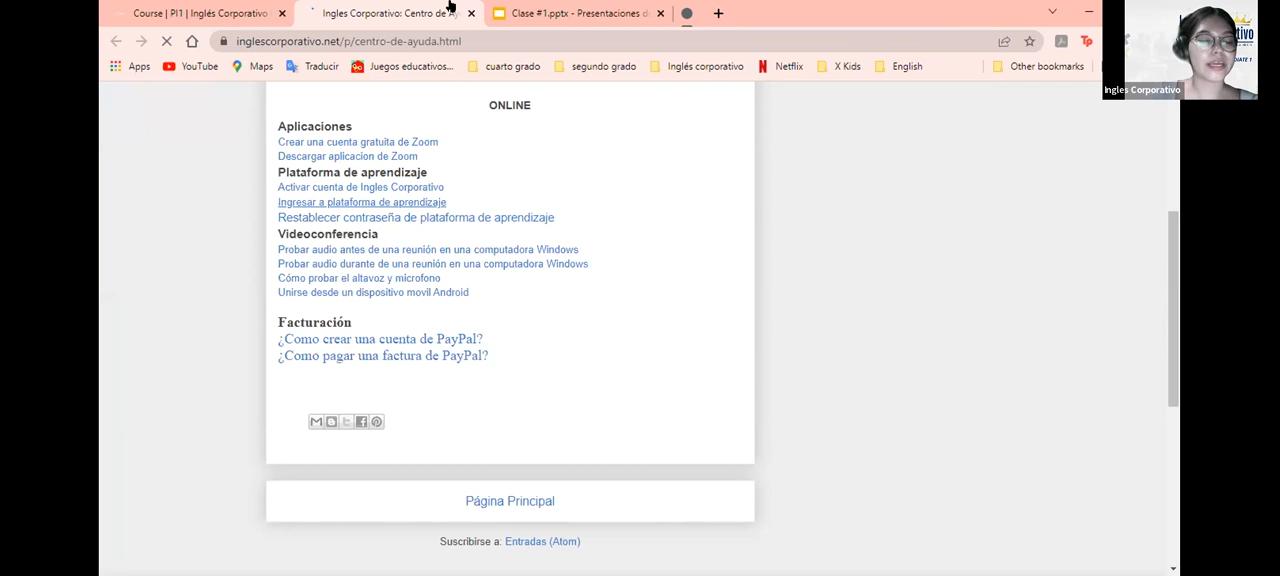 Course | PI1 | Inglés Corporativo
Ingles Corporativo: Centro de Ay
Clase #1.pptx - Presentaciones d
inglescorporativo.net/p/centro-de-ayuda.html
Apps
YouTube
Maps
Traducir
Juegos educativos...
cuarto grado
segundo grado
Inglés corporativo
Netflix
X Kids
English
Other bookmarks
Ingles Corporativo
ONLINE
Aplicaciones
Crear una cuenta gratuita de Zoom
Descargar aplicacion de Zoom
Plataforma de aprendizaje
Activar cuenta de Ingles Corporativo
Ingresar a plataforma de aprendizaje
Restablecer contraseña de plataforma de aprendizaje
Videoconferencia
Probar audio antes de una reunión en una computadora Windows
Probar audio durante de una reunión en una computadora Windows
Cómo probar el altavoz y microfono
Unirse desde un dispositivo movil Android
Facturación
¿Como crear una cuenta de PayPal?
¿Como pagar una factura de PayPal?
Página Principal
Suscribirse a: Entradas (Atom)